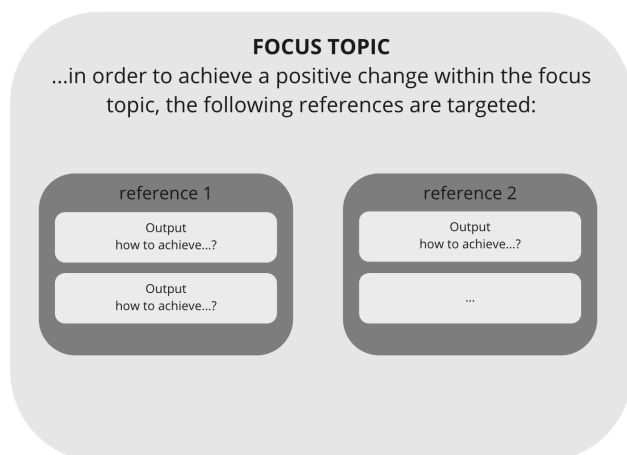 FOCUS TOPIC
...in order to achieve a positive change within the focus
topic, the following references are targeted:
reference 1
Output
how to achieve...?
Output
how to achieve...?
reference 2
Output
how to achieve...?
...